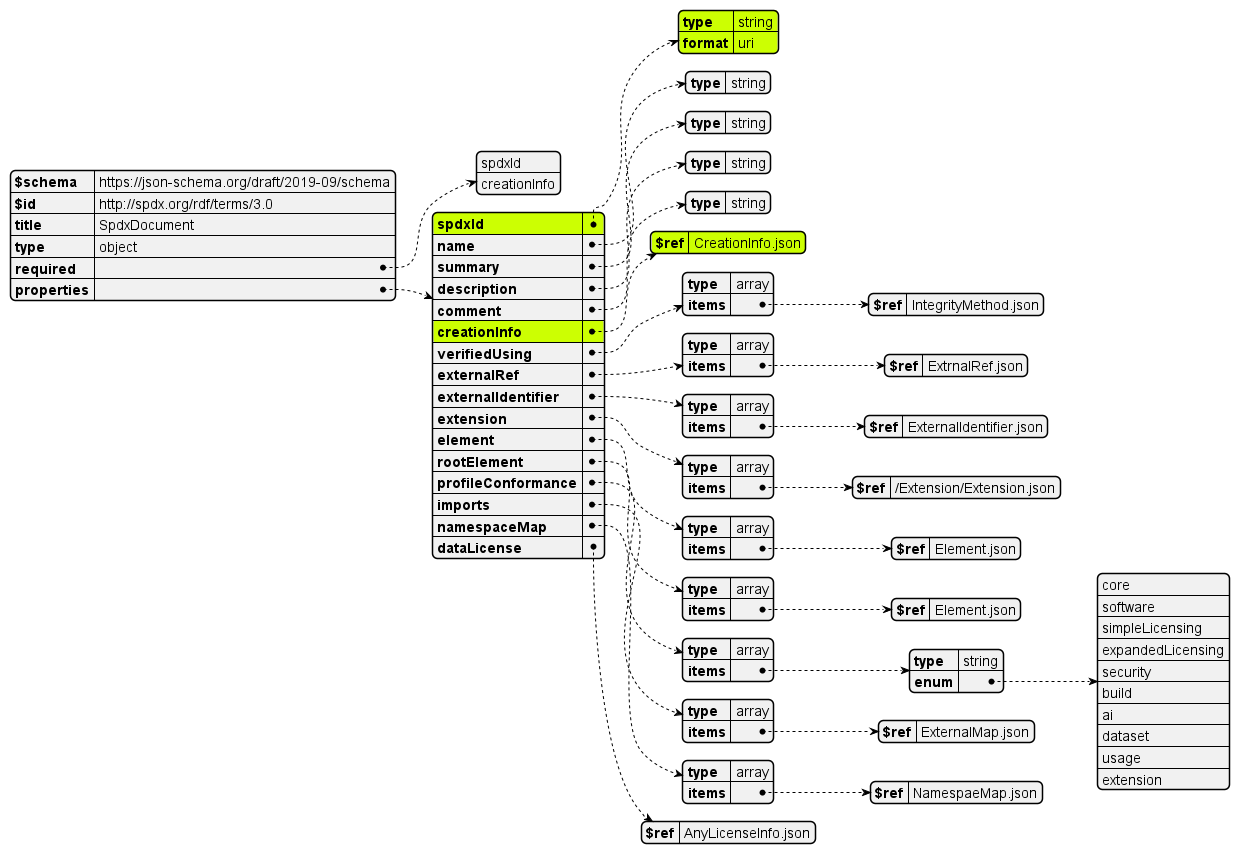 $schema https://json-schema.org/draft/2019-09/schema
$id http://spdx.org/rdf/terms/3.0
title SpdxDocument
type object
required
properties
spdxId
creationInfo
spdxId
name
summary
description
comment
creationInfo
verifiedUsing
externalRef
externalIdentifier
extension
element
rootElement
profileConformance
imports
namespaceMap
dataLicense
type string
format uri
type string
type string
type string
type string
$ref CreationInfo.json
type array
items
$ref IntegrityMethod.json
type array
items
$ref ExtrnalRef.json
type array
items
$ref ExternalIdentifier.json
type array
items
$ref /Extension/Extension.json
type array
items
$ref Element.json
type array
items
$ref Element.json
type array
items
type string
enum
core
software
simpleLicensing
expandedLicensing
security
build
ai
dataset
usage
extension
type array
items
$ref ExternalMap.json
type array
items
$ref NamespaeMap.json
$ref AnyLicenseInfo.json